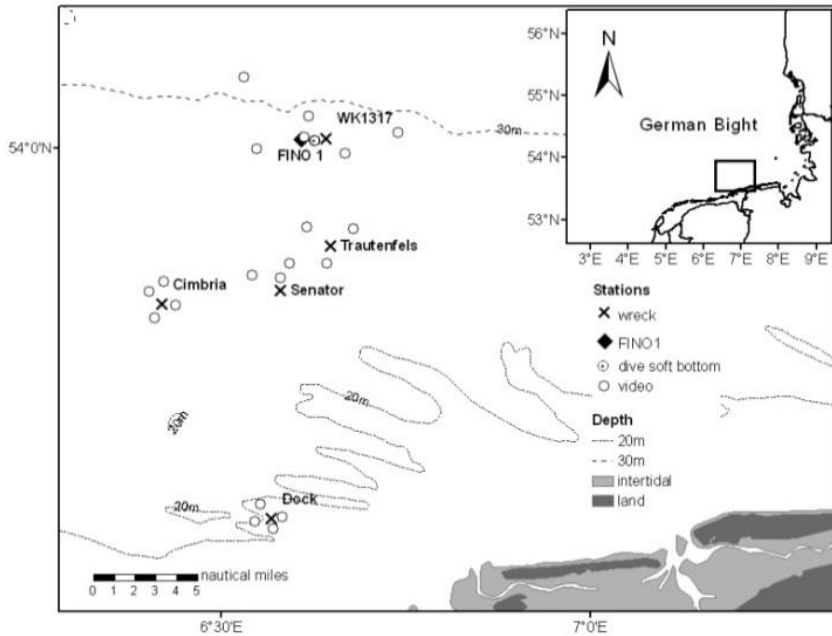 56°N
N
55°N
German Bight
54°N
53°N
3°E 4°E 5°E 6°E 7°E 8°E 9°E
WK1317
30m
54°0'N
FINO 1
Trautenfels
Cimbria
Senator
Stations
wreck
FINO1
dive soft bottom
video
20m
20m
Depth
20m
30m
intertidal
land
Dock
20m
nautical miles
0 1 2 3 4 5
6°30'E
7°0'E